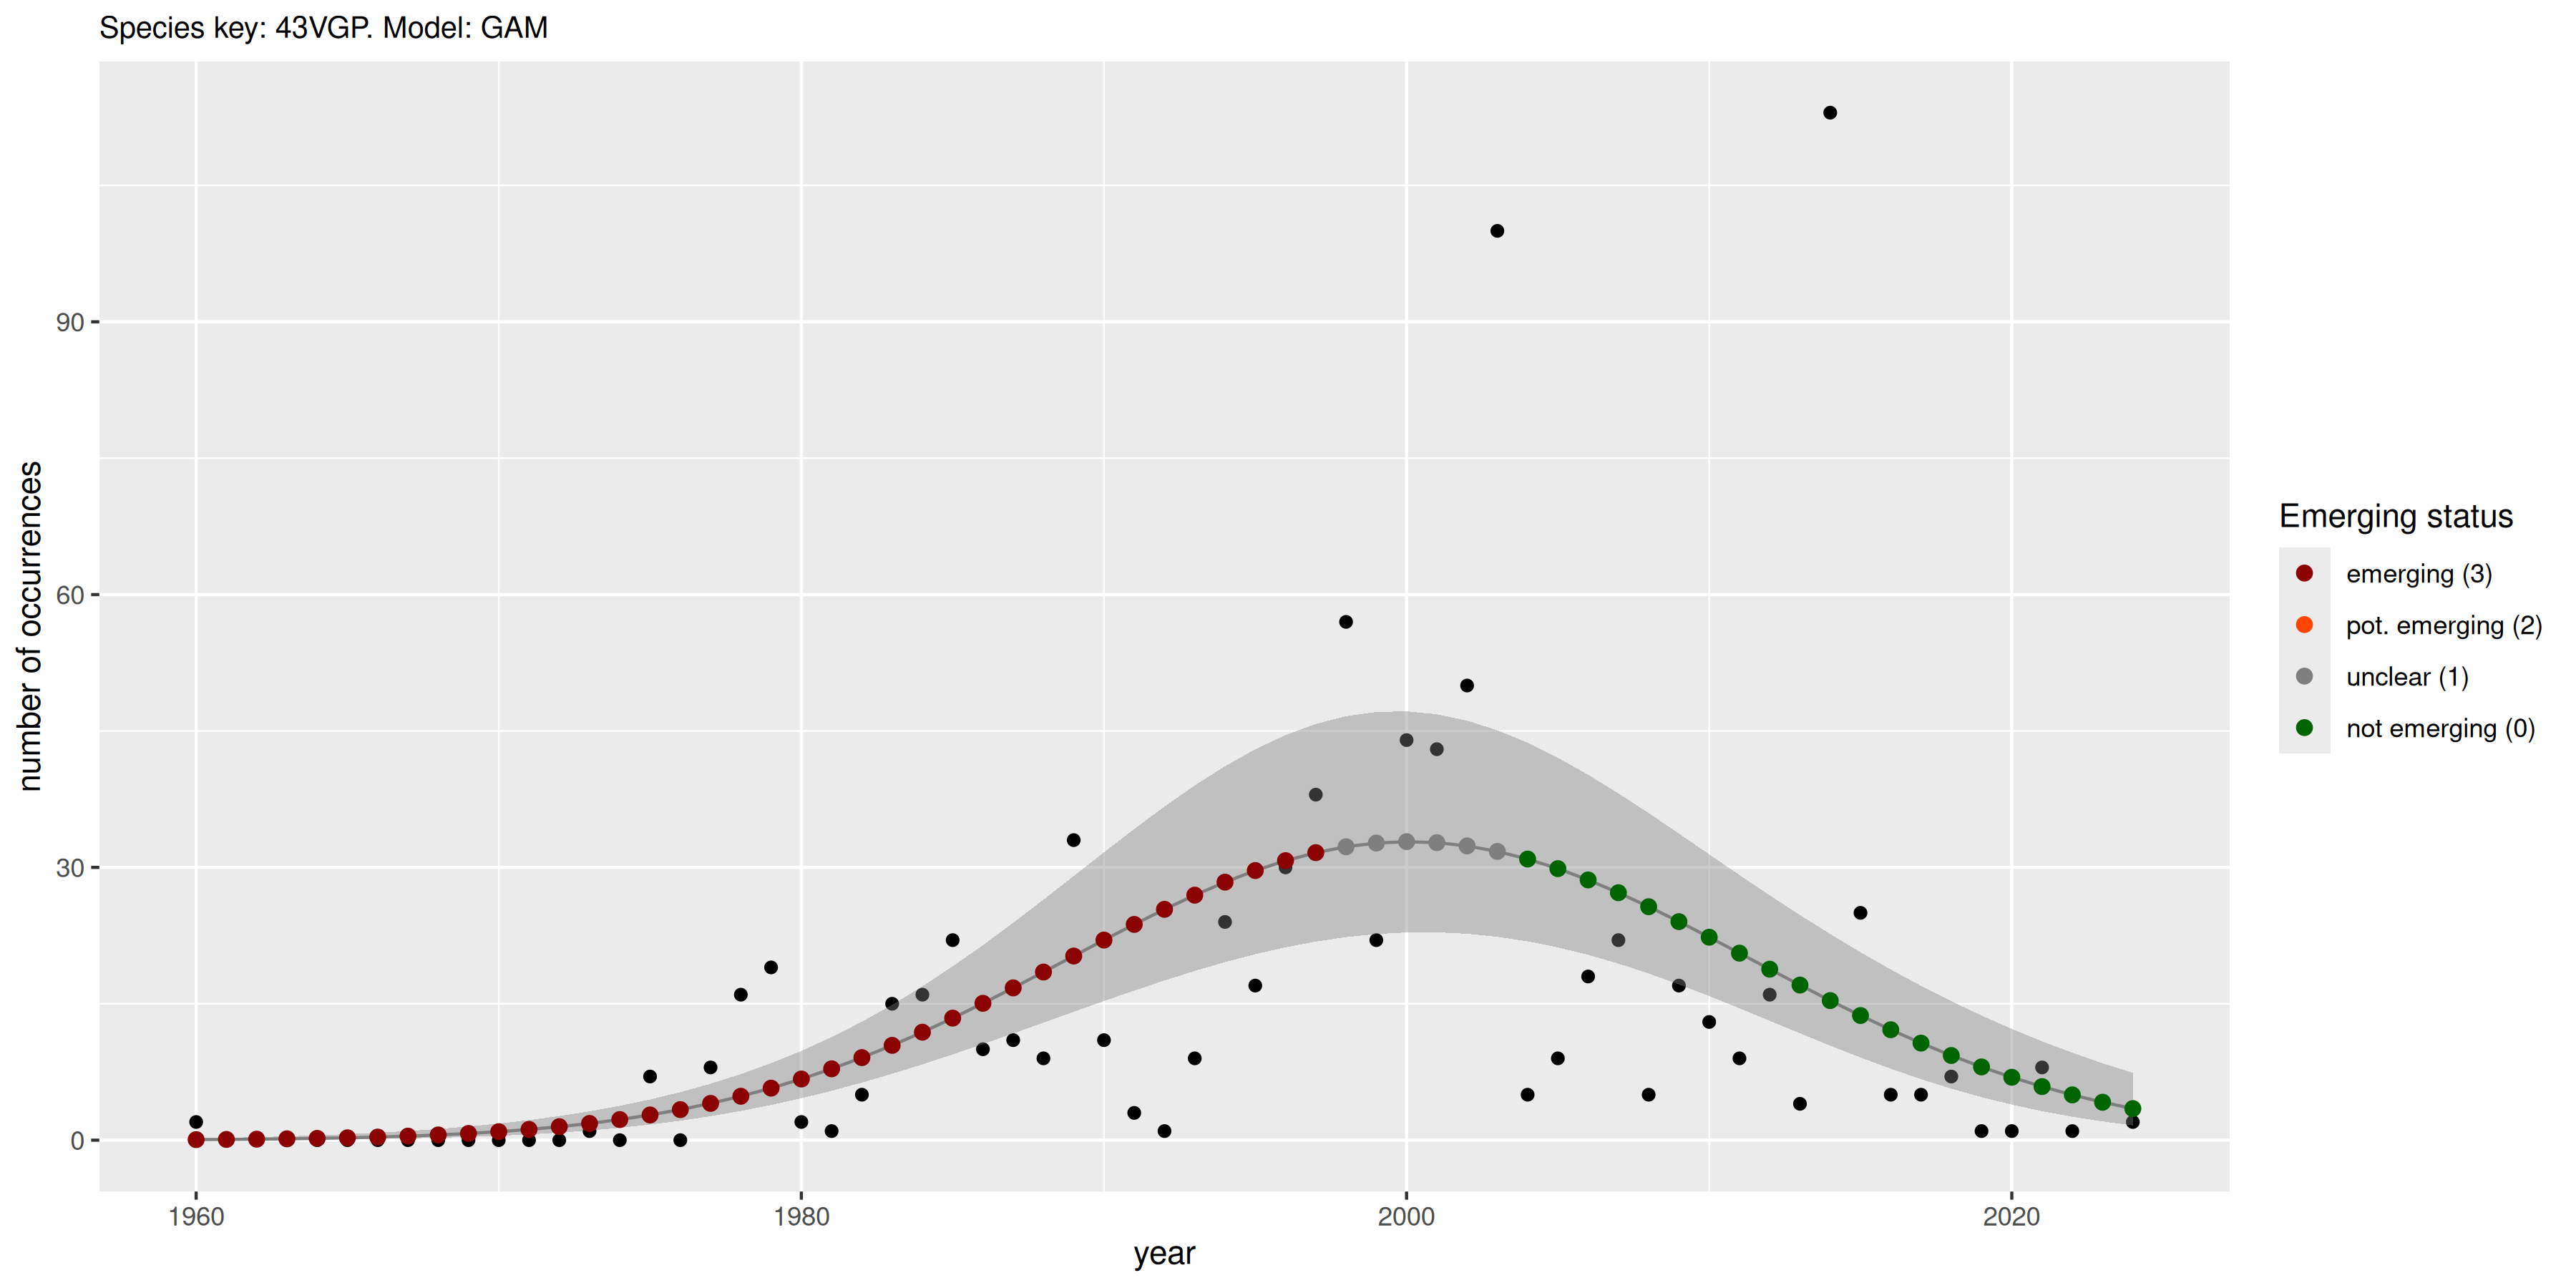 Species key: 43VGP. Model: GAM
number of occurrences
90
60
30
0
1960
1980
2000
2020
year
Emerging status
emerging (3)
pot. emerging (2)
unclear (1)
not emerging (0)